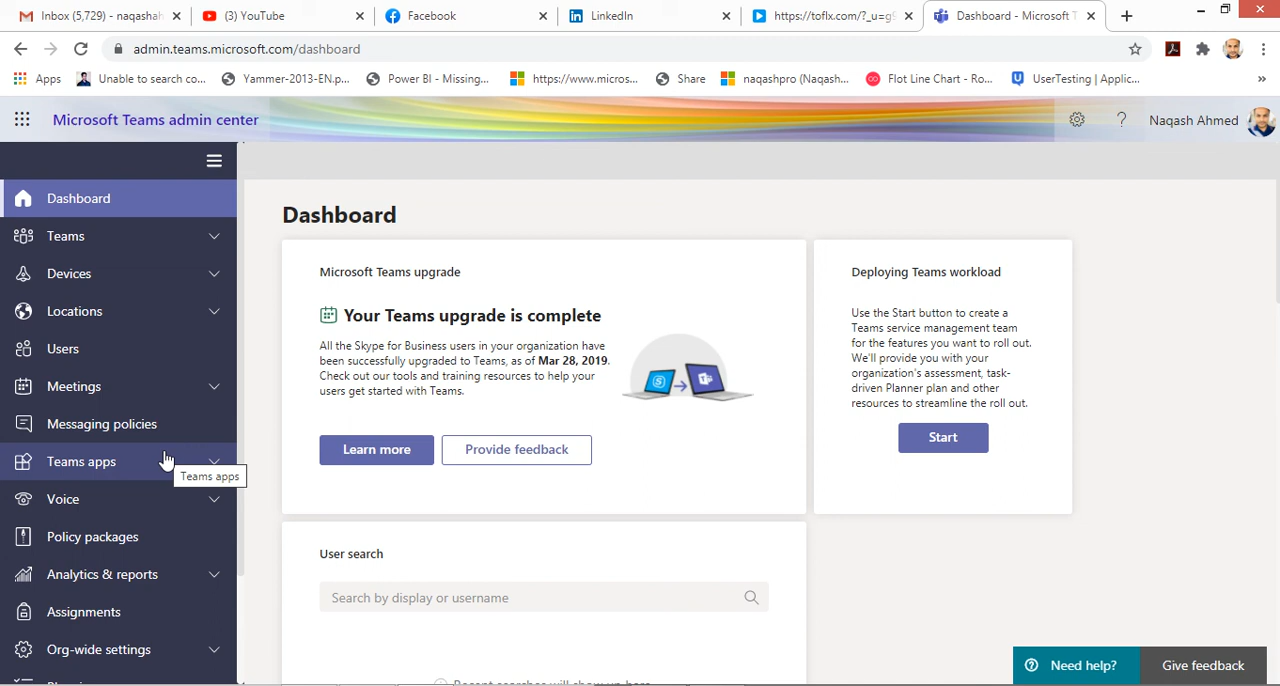 Inbox (5,729) - naqashah
(3) YouTube
Facebook
LinkedIn
https://toflx.com/?_u=g9
Dashboard - Microsoft T
admin.teams.microsoft.com/dashboard
Apps
Unable to search co...
Yammer-2013-EN.p...
Power BI - Missing...
https://www.micros...
Share
naqashpro (Naqash...
Flot Line Chart - Ro...
UserTesting | Applic...
Microsoft Teams admin center
Naqash Ahmed
Dashboard
Teams
Devices
Locations
Users
Meetings
Messaging policies
Teams apps
Teams apps
Voice
Policy packages
Analytics & reports
Assignments
Org-wide settings
Dashboard
Microsoft Teams upgrade
Your Teams upgrade is complete
All the Skype for Business users in your organization have
been successfully upgraded to Teams, as of Mar 28, 2019.
Check out our tools and training resources to help your
users get started with Teams.
Learn more
Provide feedback
Deploying Teams workload
Use the Start button to create a
Teams service management team
for the features you want to roll out.
We'll provide you with your
organization's assessment, task-
driven Planner plan and other
resources to streamline the roll out.
Start
User search
Search by display or username
Recent searches will show up here
Need help?
Give feedback